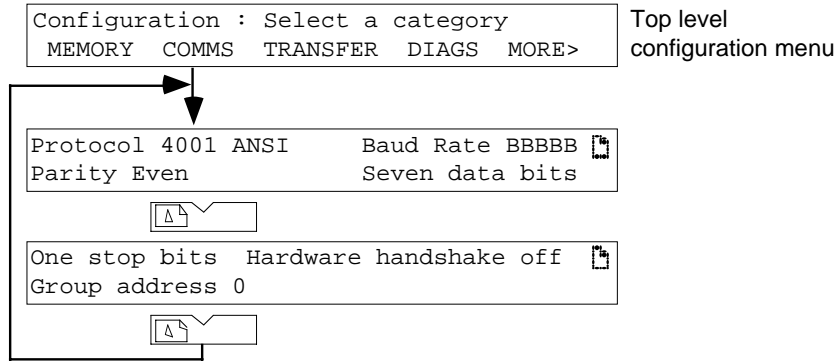 Configuration : Select a category
MEMORY COMMS TRANSFER DIAGS MORE>
Top level
configuration menu
Protocol 4001 ANSI Baud Rate BBBBB
Parity Even Seven data bits
One stop bits Hardware handshake off
Group address 0